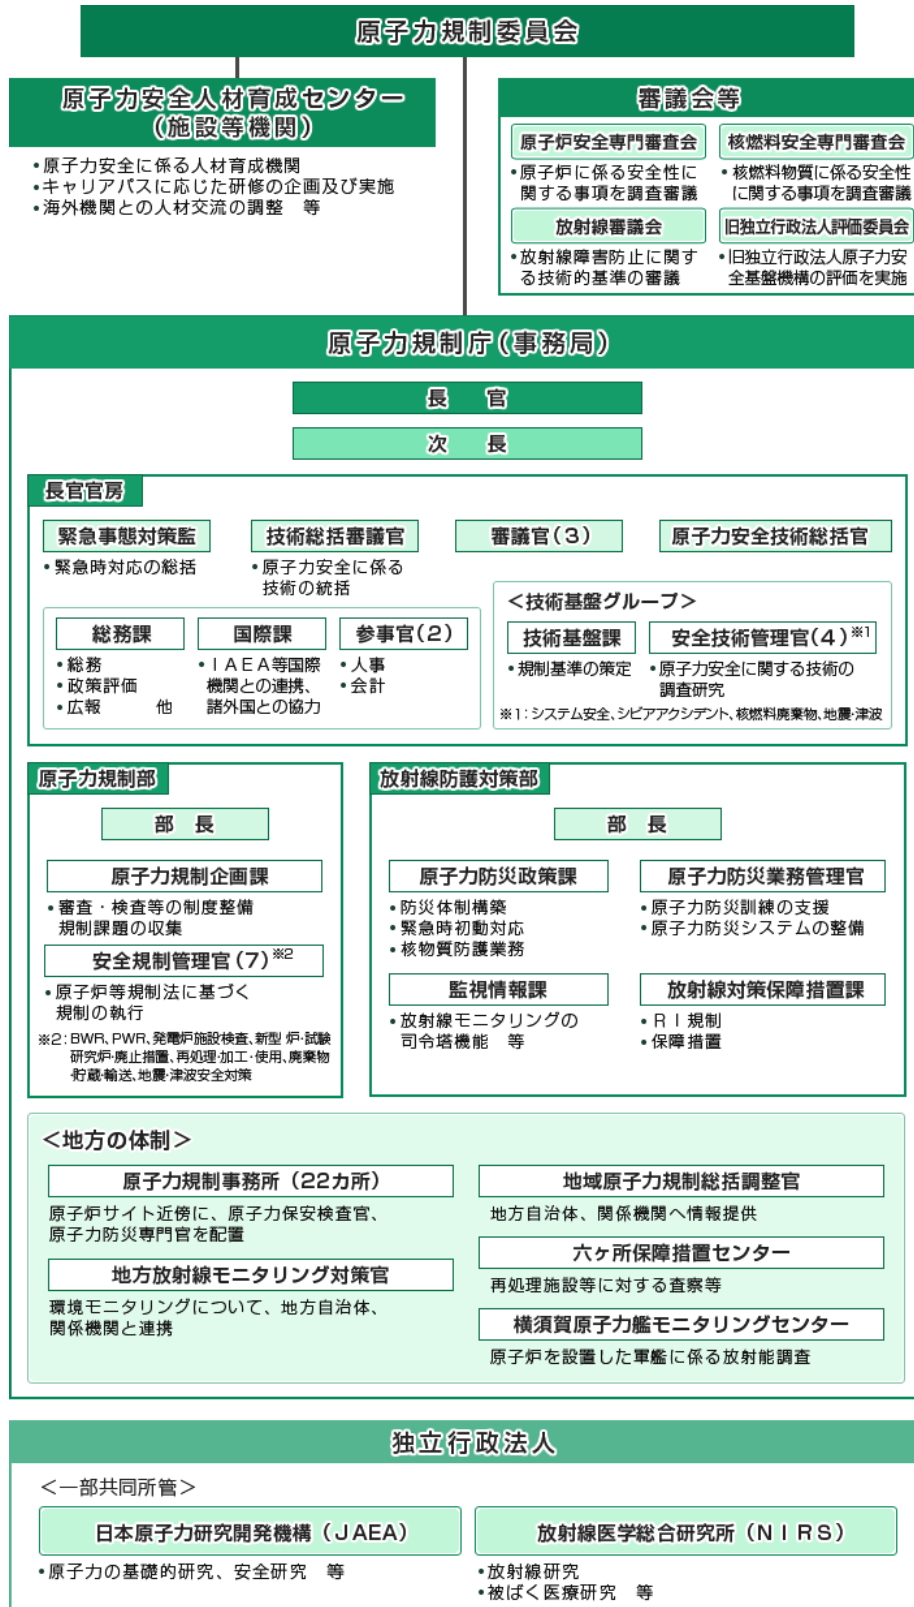 原子力規制委員会
原子力安全人材育成センター
(施設等機関)
•原子力安全に係る人材育成機関
•キャリアパスに応じた研修の企画及び実施
•海外機関との人材交流の調整　等
審議会等
原子炉安全専門審査会
•原子炉に係る安全性に
関する事項を調査審議
核燃料安全専門審査会
•核燃料物質に係る安全性
に関する事項を調査審議
放射線審議会
•放射線障害防止に関す
る技術的基準の審議
旧独立行政法人評価委員会
•旧独立行政法人原子力安
全基盤機構の評価を実施
原子力規制庁(事務局)
長　官
次　長
長官官房
緊急事態対策監
•緊急時対応の総括
技術総括審議官
•原子力安全に係る
技術の統括
審議官(3)
原子力安全技術総括官
総務課
•総務
•政策評価
•広報　　他
国際課
•IAEA等国際
機関との連携、
諸外国との協力
参事官(2)
•人事
•会計
<技術基盤グループ>
技術基盤課
•規制基準の策定
安全技術管理官(4)※1
•原子力安全に関する技術の
調査研究
※1:システム安全、シビアアクシデント、核燃料廃棄物、地震・津波
原子力規制部
部　長
原子力規制企画課
•審査・検査等の制度整備
規制課題の収集
安全規制管理官(7)※2
•原子炉等規制法に基づく
規制の執行
※2:BWR、PWR、発電炉施設検査、新型 炉・試験
研究炉・廃止措置、再処理・加工・使用、廃棄物
・貯蔵・輸送、地震・津波安全対策
放射線防護対策部
部　長
原子力防災政策課
•防災体制構築
•緊急時初動対応
•核物質防護業務
原子力防災業務管理官
•原子力防災訓練の支援
•原子力防災システムの整備
監視情報課
•放射線モニタリングの
司令塔機能　等
放射線対策保障措置課
•RI規制
•保障措置
<地方の体制>
原子力規制事務所(22カ所)
原子炉サイト近傍に、原子力保安検査官、
原子力防災専門官を配置
地方放射線モニタリング対策官
環境モニタリングについて、地方自治体、
関係機関と連携
地域原子力規制総括調整官
地方自治体、関係機関へ情報提供
六ヶ所保障措置センター
再処理施設等に対する査察等
横須賀原子力艦モニタリングセンター
原子炉を設置した軍艦に係る放射能調査
独立行政法人
<一部共同所管>
日本原子力研究開発機構(JAEA)
•原子力の基礎的研究、安全研究　等
放射線医学総合研究所(NIRS)
•放射線研究
•被ばく医療研究　等